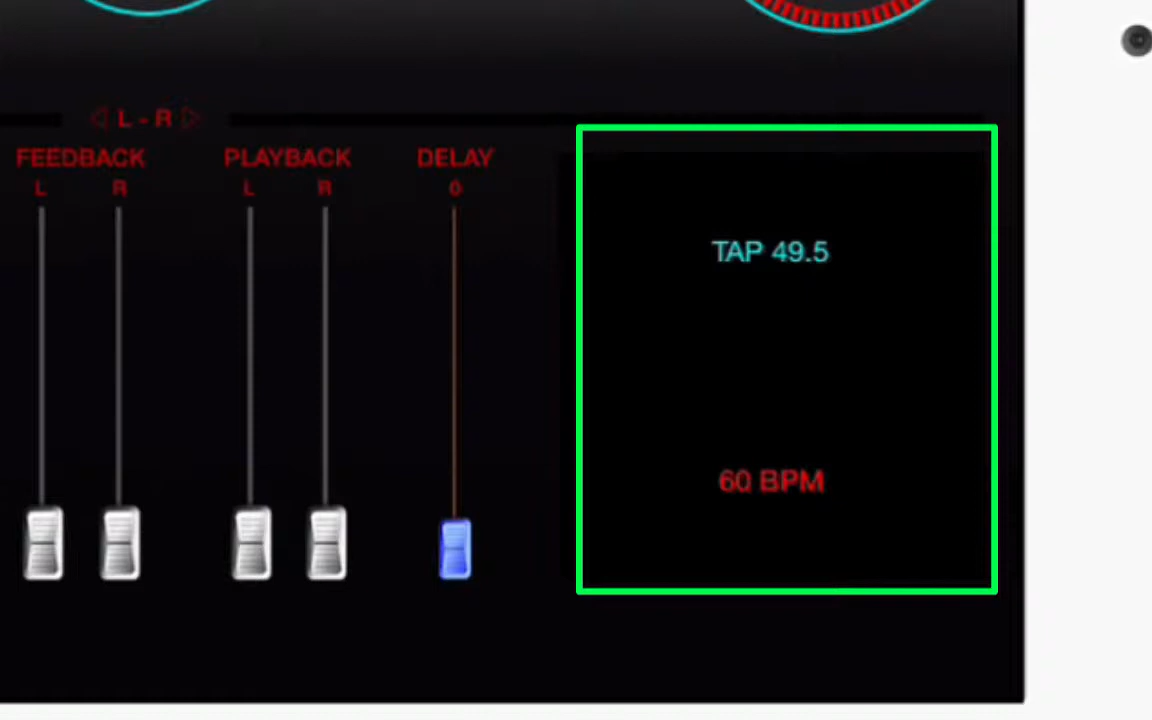 L - R
FEEDBACK PLAYBACK DELAY
L R L R 0
TAP 49.5
60 BPM